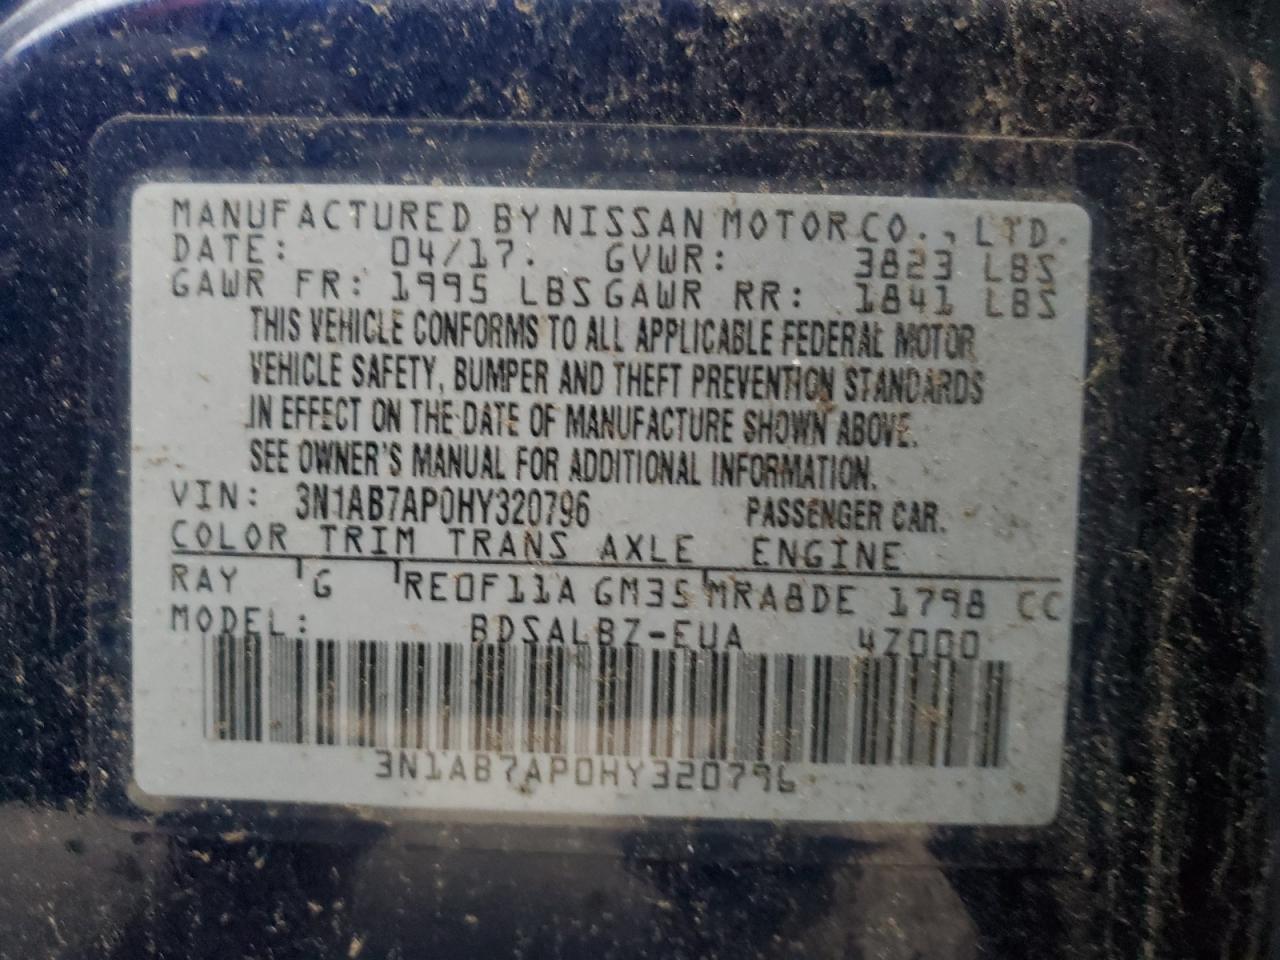 MANUFACTURED BY NISSAN MOTOR CO., LTD.
DATE: 04/17. GVWR: 3823 LBS
GAWR FR: 1995 LBS GAWR RR: 1841 LBS
THIS VEHICLE CONFORMS TO ALL APPLICABLE FEDERAL MOTOR
VEHICLE SAFETY, BUMPER AND THEFT PREVENTION STANDARDS
IN EFFECT ON THE DATE OF MANUFACTURE SHOWN ABOVE.
SEE OWNER'S MANUAL FOR ADDITIONAL INFORMATION.
VIN: 3N1AB7AP0HY320796 PASSENGER CAR.
COLOR TRIM TRANS AXLE ENGINE
RAY G RE0F11A GM35 MRA8DE 1798 CC
MODEL: BDSALBZ-EUA 4Z000
3N1AB7AP0HY320796